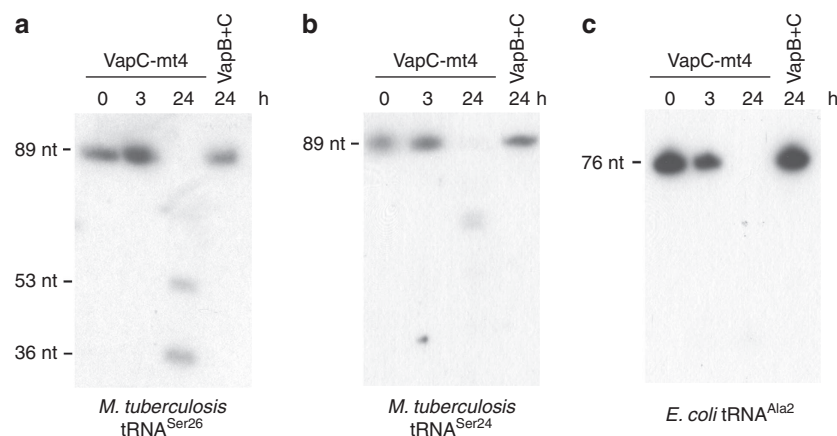 a
VapC-mt4
VapB+C
0 3 24 24 h
89 nt
53 nt
36 nt
M. tuberculosis
tRNASer26
b
VapC-mt4
VapB+C
0 3 24 24 h
89 nt
M. tuberculosis
tRNASer24
c
VapC-mt4
VapB+C
0 3 24 24 h
76 nt
E. coli tRNAAla2